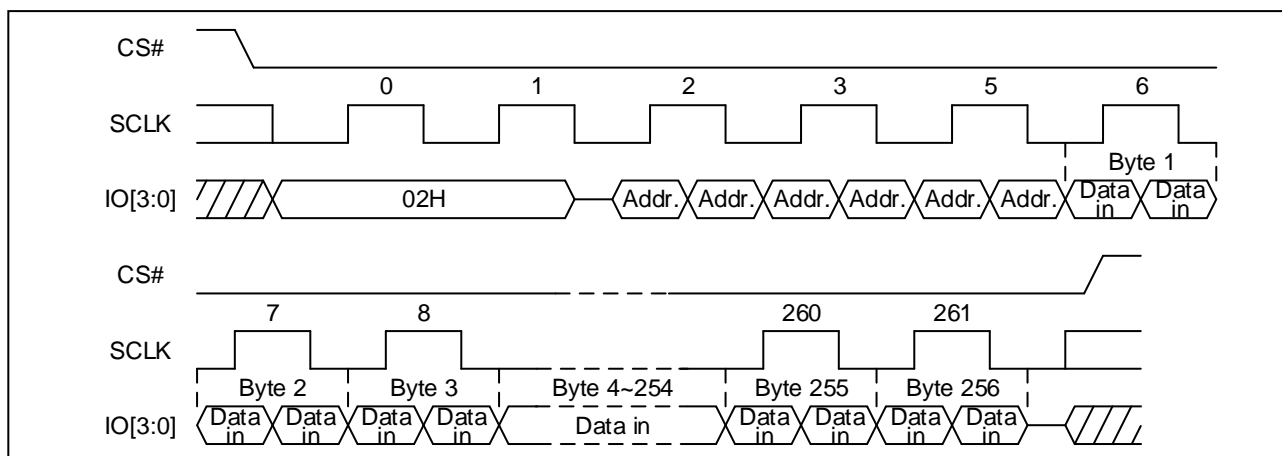 CS#
0 1 2 3 5 6
SCLK
Byte 1
IO[3:0] 02H Addr. Addr. Addr. Addr. Addr. Addr. Data in Data in
CS#
7 8 260 261
SCLK
Byte 2 Byte 3 Byte 4~254 Byte 255 Byte 256
IO[3:0] Data in Data in Data in Data in Data in Data in Data in Data in Data in